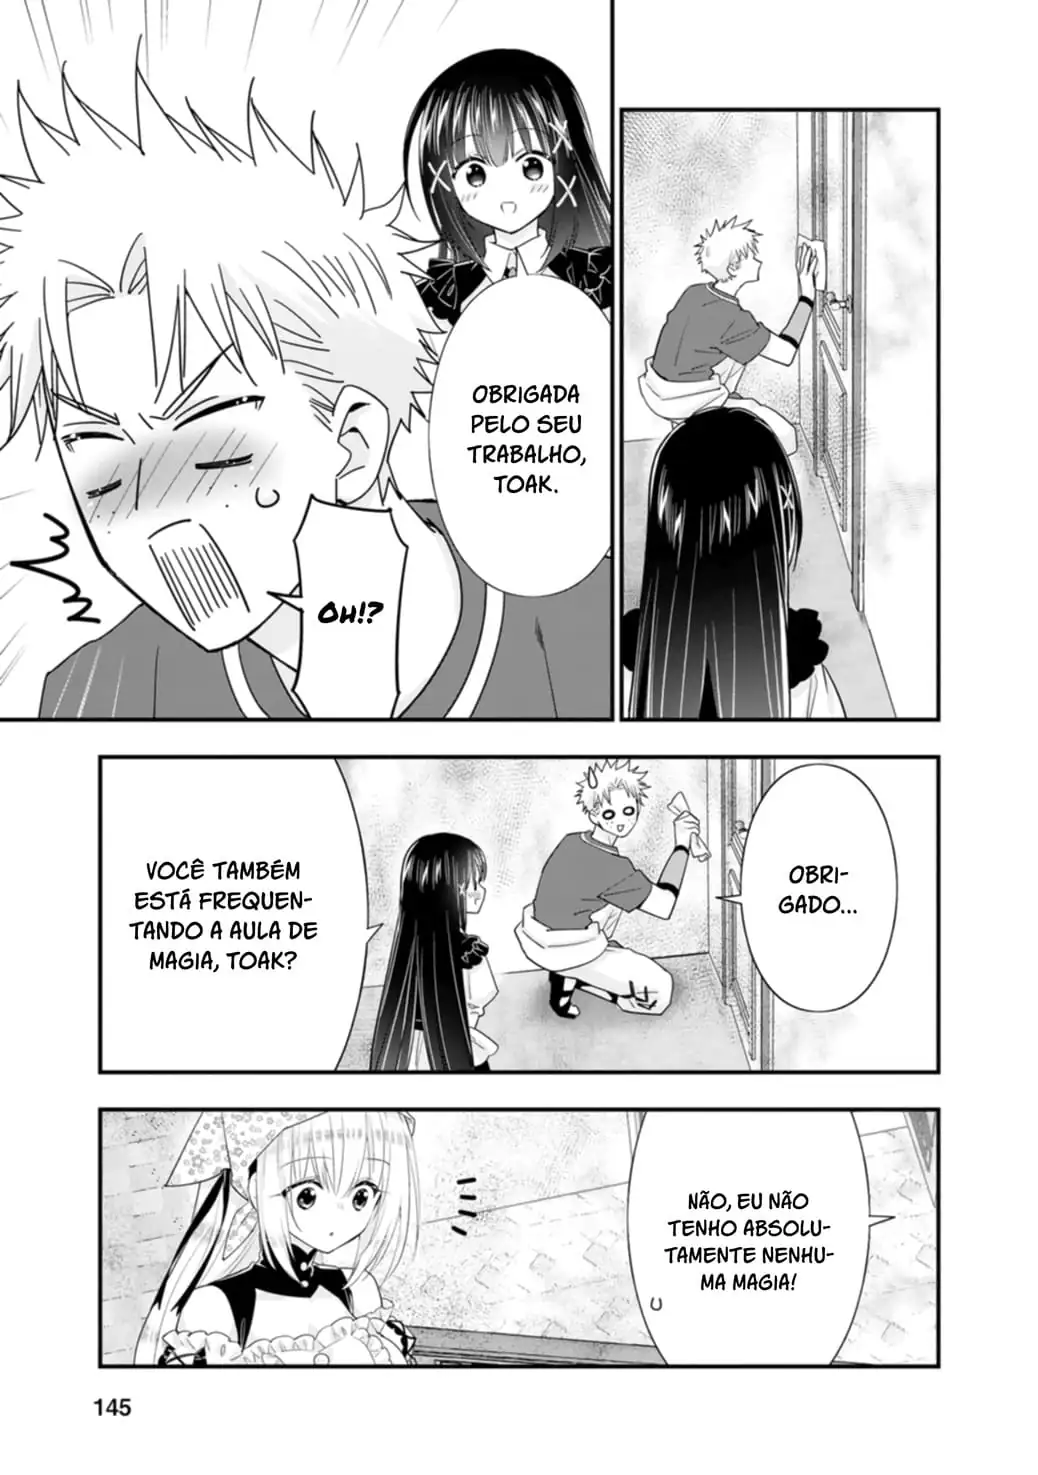 OBRIGADA
PELO SEU
TRABALHO,
TOAK.
OH!?
OBRI-
GADO...
VOCÊ TAMBÉM
ESTÁ FREQUEN-
TANDO A AULA DE
MAGIA, TOAK?
NÃO, EU NÃO
TENHO ABSOLU-
TAMENTE NENHU-
MA MAGIA!
145